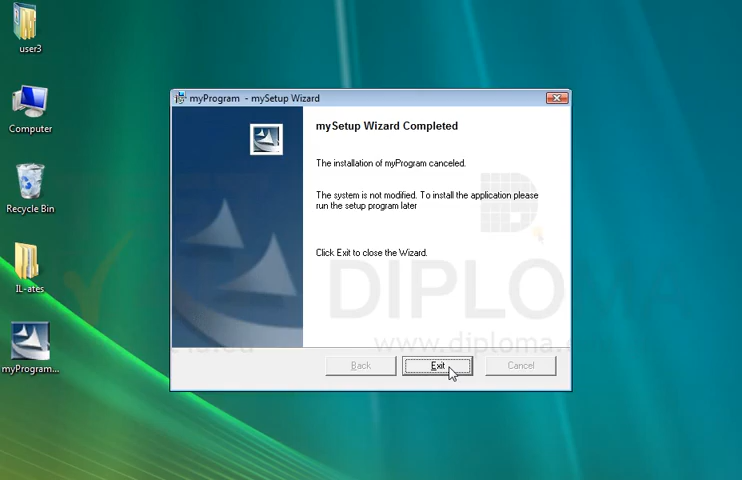 user3
Computer
Recycle Bin
IL-ates
myProgram...
myProgram - mySetup Wizard
mySetup Wizard Completed
The installation of myProgram canceled.
The system is not modified. To install the application please
run the setup program later
Click Exit to close the Wizard.
DIPLOMA
www.diploma.
Back
Exit
Cancel